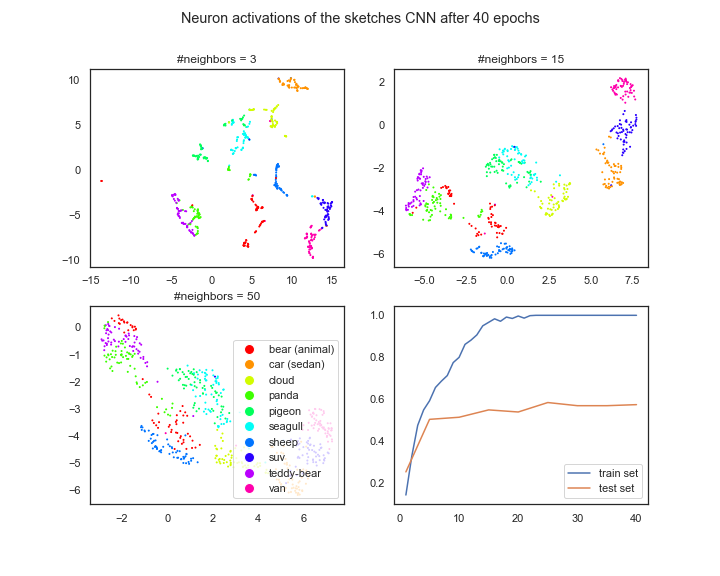 Neuron activations of the sketches CNN after 40 epochs
#neighbors = 3
10
5
0
−5
−10
−15
−10
−5
0
5
10
15
#neighbors = 15
2
0
−2
−4
−6
−5.0
−2.5
0.0
2.5
5.0
7.5
#neighbors = 50
0
−1
−2
−3
−4
−5
−6
−2
0
2
4
6
bear (animal)
car (sedan)
cloud
panda
pigeon
seagull
sheep
suv
teddy-bear
van
1.0
0.8
0.6
0.4
0.2
0
10
20
30
40
train set
test set